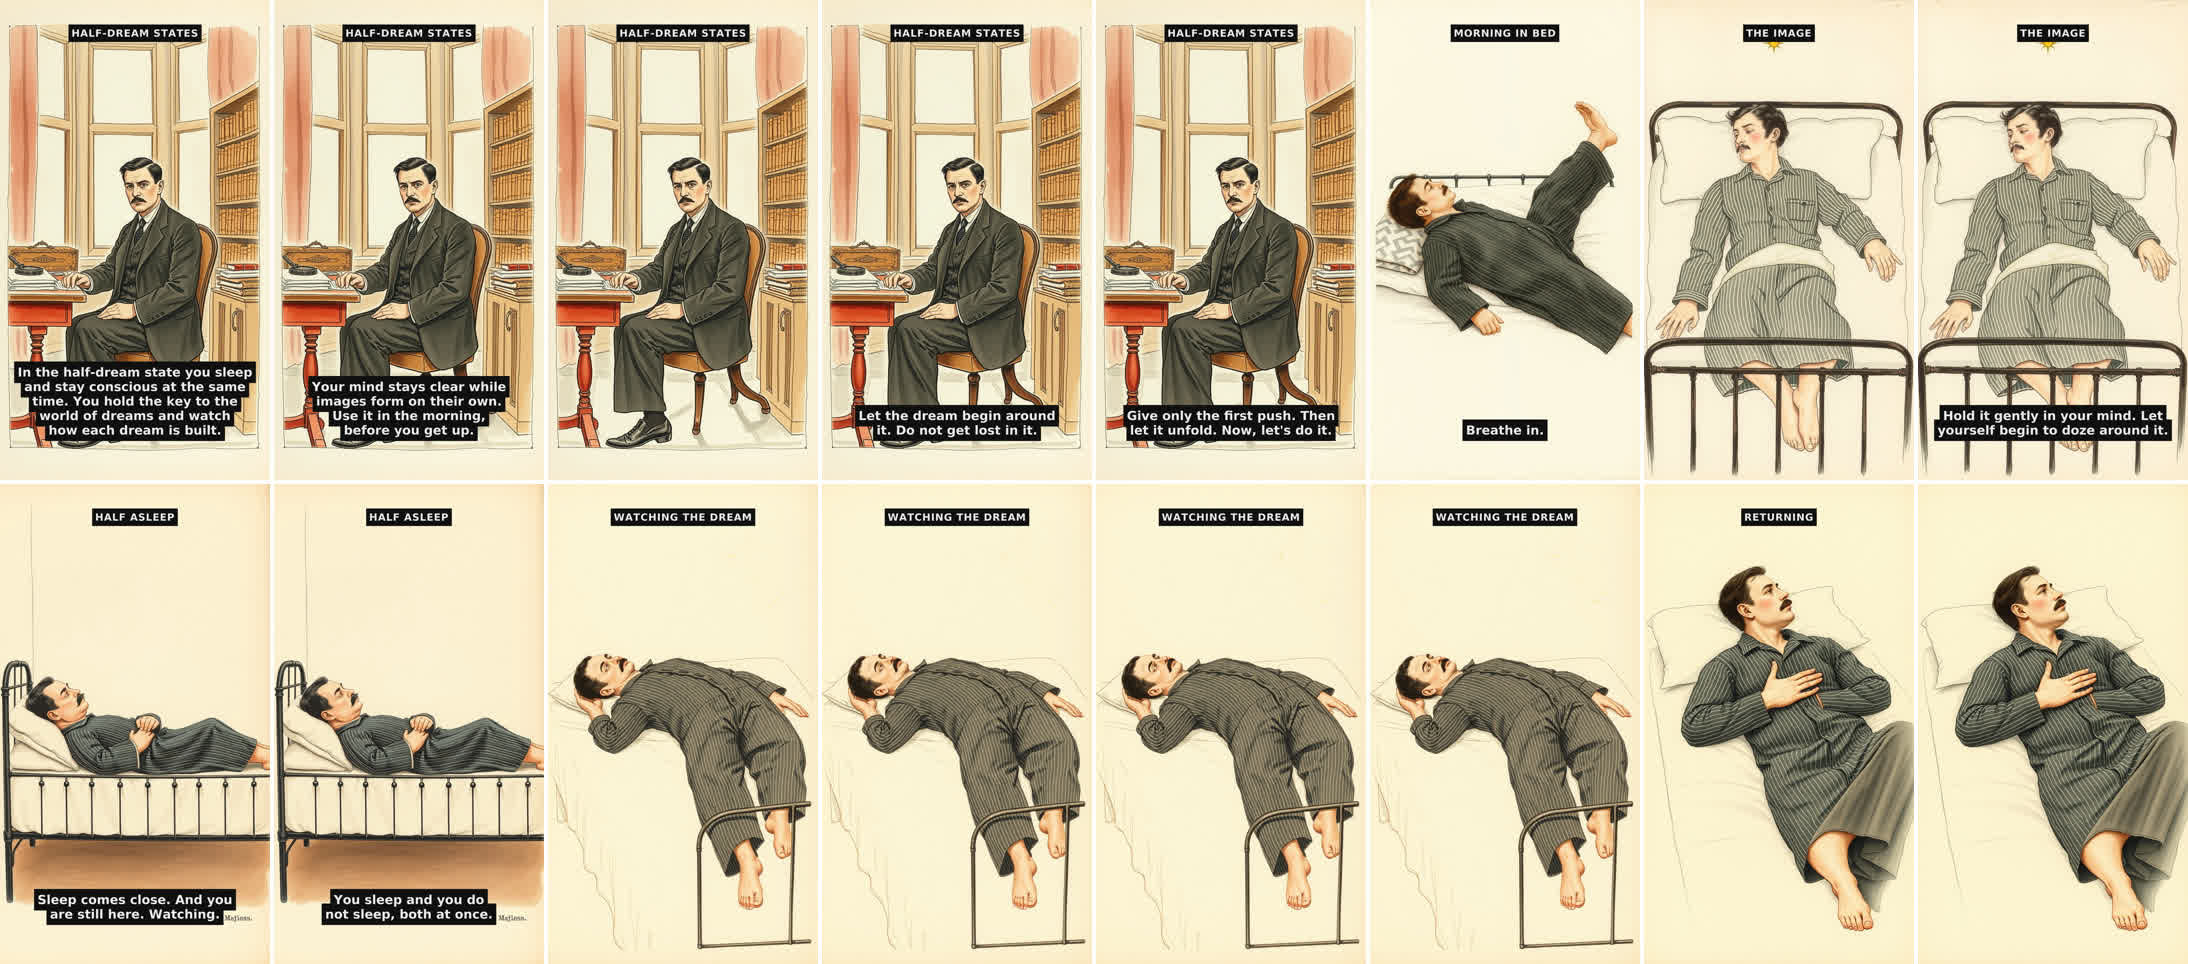 HALF-DREAM STATES
In the half-dream state you sleep
and stay conscious at the same
time. You hold the key to the
world of dreams and watch
how each dream is built.
HALF-DREAM STATES
Your mind stays clear while
images form on their own.
Use it in the morning,
before you get up.
HALF-DREAM STATES
HALF-DREAM STATES
Let the dream begin around
it. Do not get lost in it.
HALF-DREAM STATES
Give only the first push. Then
let it unfold. Now, let's do it.
MORNING IN BED
Breathe in.
THE IMAGE
THE IMAGE
Hold it gently in your mind. Let
yourself begin to doze around it.
HALF ASLEEP
Sleep comes close. And you
are still here. Watching.
HALF ASLEEP
You sleep and you do
not sleep, both at once.
WATCHING THE DREAM
WATCHING THE DREAM
WATCHING THE DREAM
WATCHING THE DREAM
RETURNING